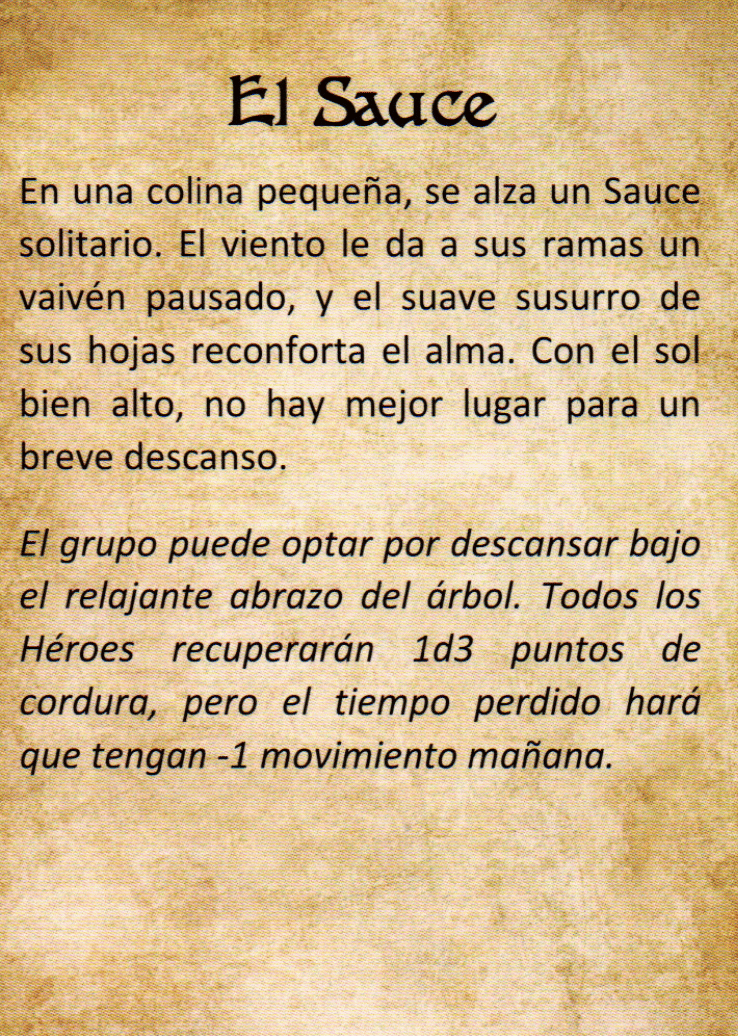 El Sauce
En una colina pequeña, se alza un Sauce
solitario. El viento le da a sus ramas un
vaivén pausado, y el suave susurro de
sus hojas reconforta el alma. Con el sol
bien alto, no hay mejor lugar para un
breve descanso.
El grupo puede optar por descansar bajo
el relajante abrazo del árbol. Todos los
Héroes recuperarán 1d3 puntos de
cordura, pero el tiempo perdido hará
que tengan -1 movimiento mañana.